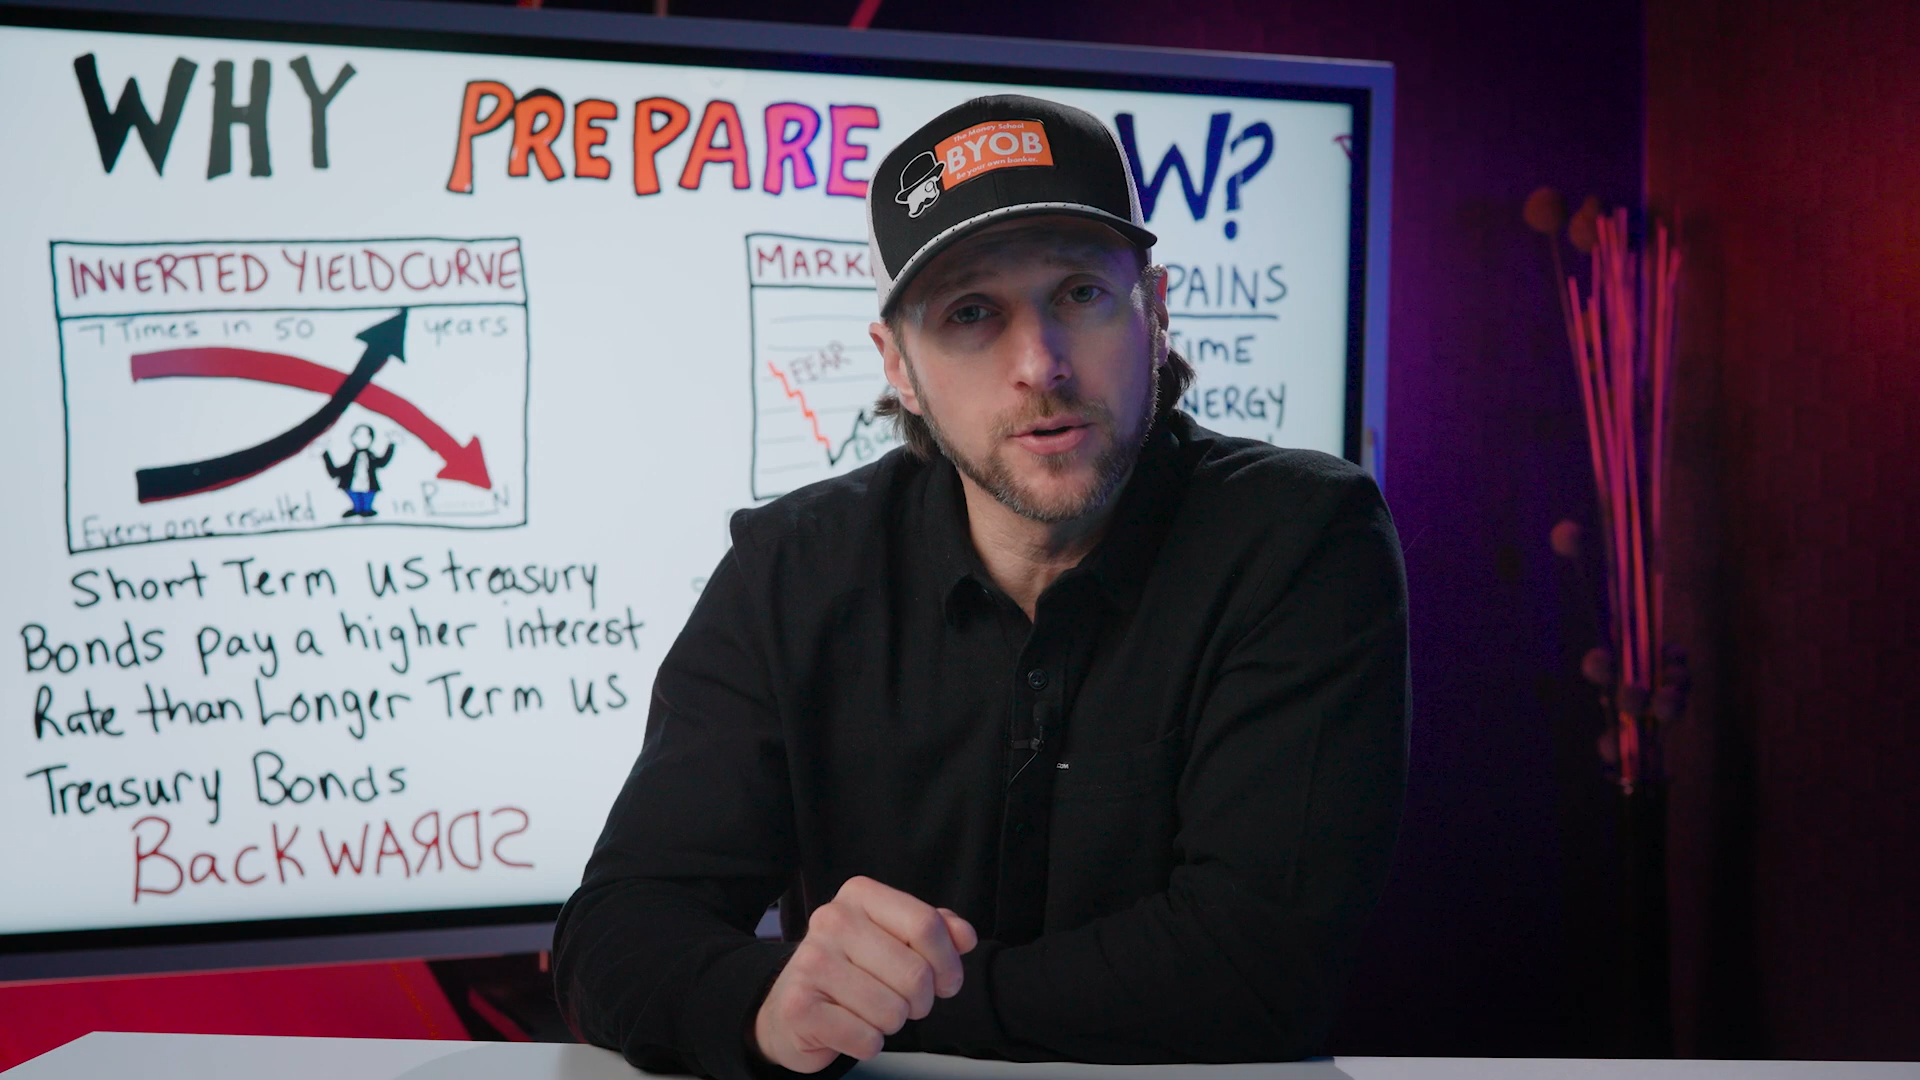 WHY PREPARE W?
The Money School
BYOB
Be your own banker.
INVERTED YIELD CURVE
7 Times in 50 years
Every one resulted in R.....N
Short Term US treasury
Bonds pay a higher interest
Rate than Longer Term US
Treasury Bonds
BackWARDS
MARK
FEAR
PAINS
TIME
NERGY
.COM